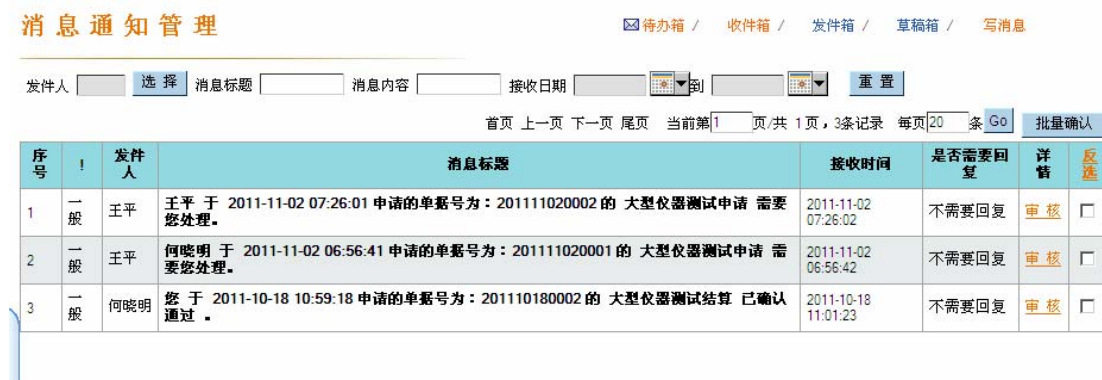 消息通知管理
待办箱 / 收件箱 / 发件箱 / 草稿箱 / 写消息
发件人 选择 消息标题 消息内容 接收日期 到 重置
首页 上一页 下一页 尾页 当前第1 页/共 1页，3条记录 每页20 条 Go 批量确认
序号 ! 发件人 消息标题 接收时间 是否需要回复 详情 反选
1 一般 王平 王平 于 2011-11-02 07:26:01 申请的单据号为：201111020002 的 大型仪器测试申请 需要
您处理。 2011-11-02
07:26:02 不需要回复 审核
2 一般 王平 何晓明 于 2011-11-02 06:56:41 申请的单据号为：201111020001 的 大型仪器测试申请 需
要您处理。 2011-11-02
06:56:42 不需要回复 审核
3 一般 何晓明 您 于 2011-10-18 10:59:18 申请的单据号为：201110180002 的 大型仪器测试结算 已确认
通过 。 2011-10-18
11:01:23 不需要回复 审核